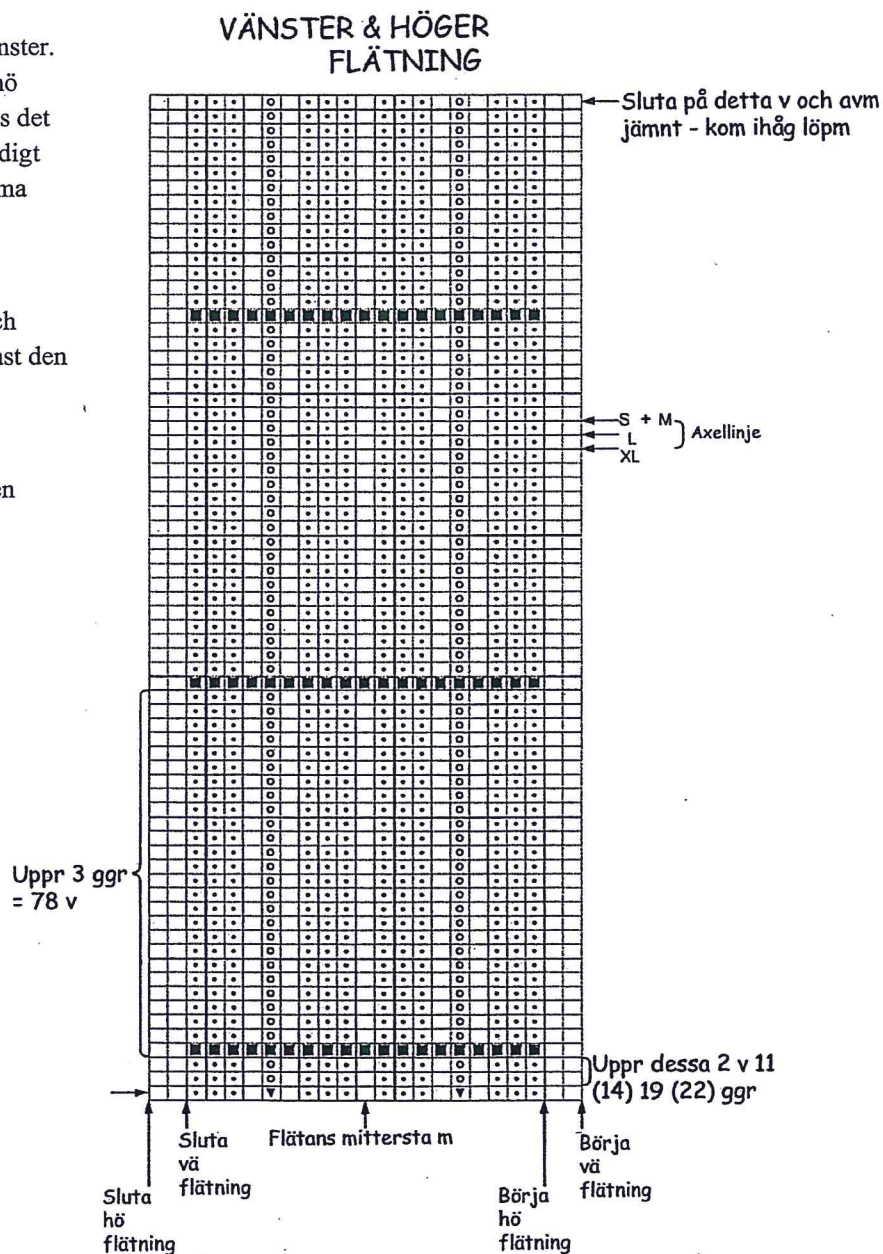 VÄNSTER & HÖGER
FLÄTNING
nster.
nö
s det
digt
ma
ch
ast den
en
Sluta på detta v och avm
jämnt - kom ihåg löpm
S + M
L
XL
Axellinje
Uppr 3 ggr
= 78 v
Uppr dessa 2 v 11
(14) 19 (22) ggr
Sluta
hö
flätning
Sluta
vä
flätning
Flätans mittersta m
Börja
hö
flätning
Börja
vä
flätning